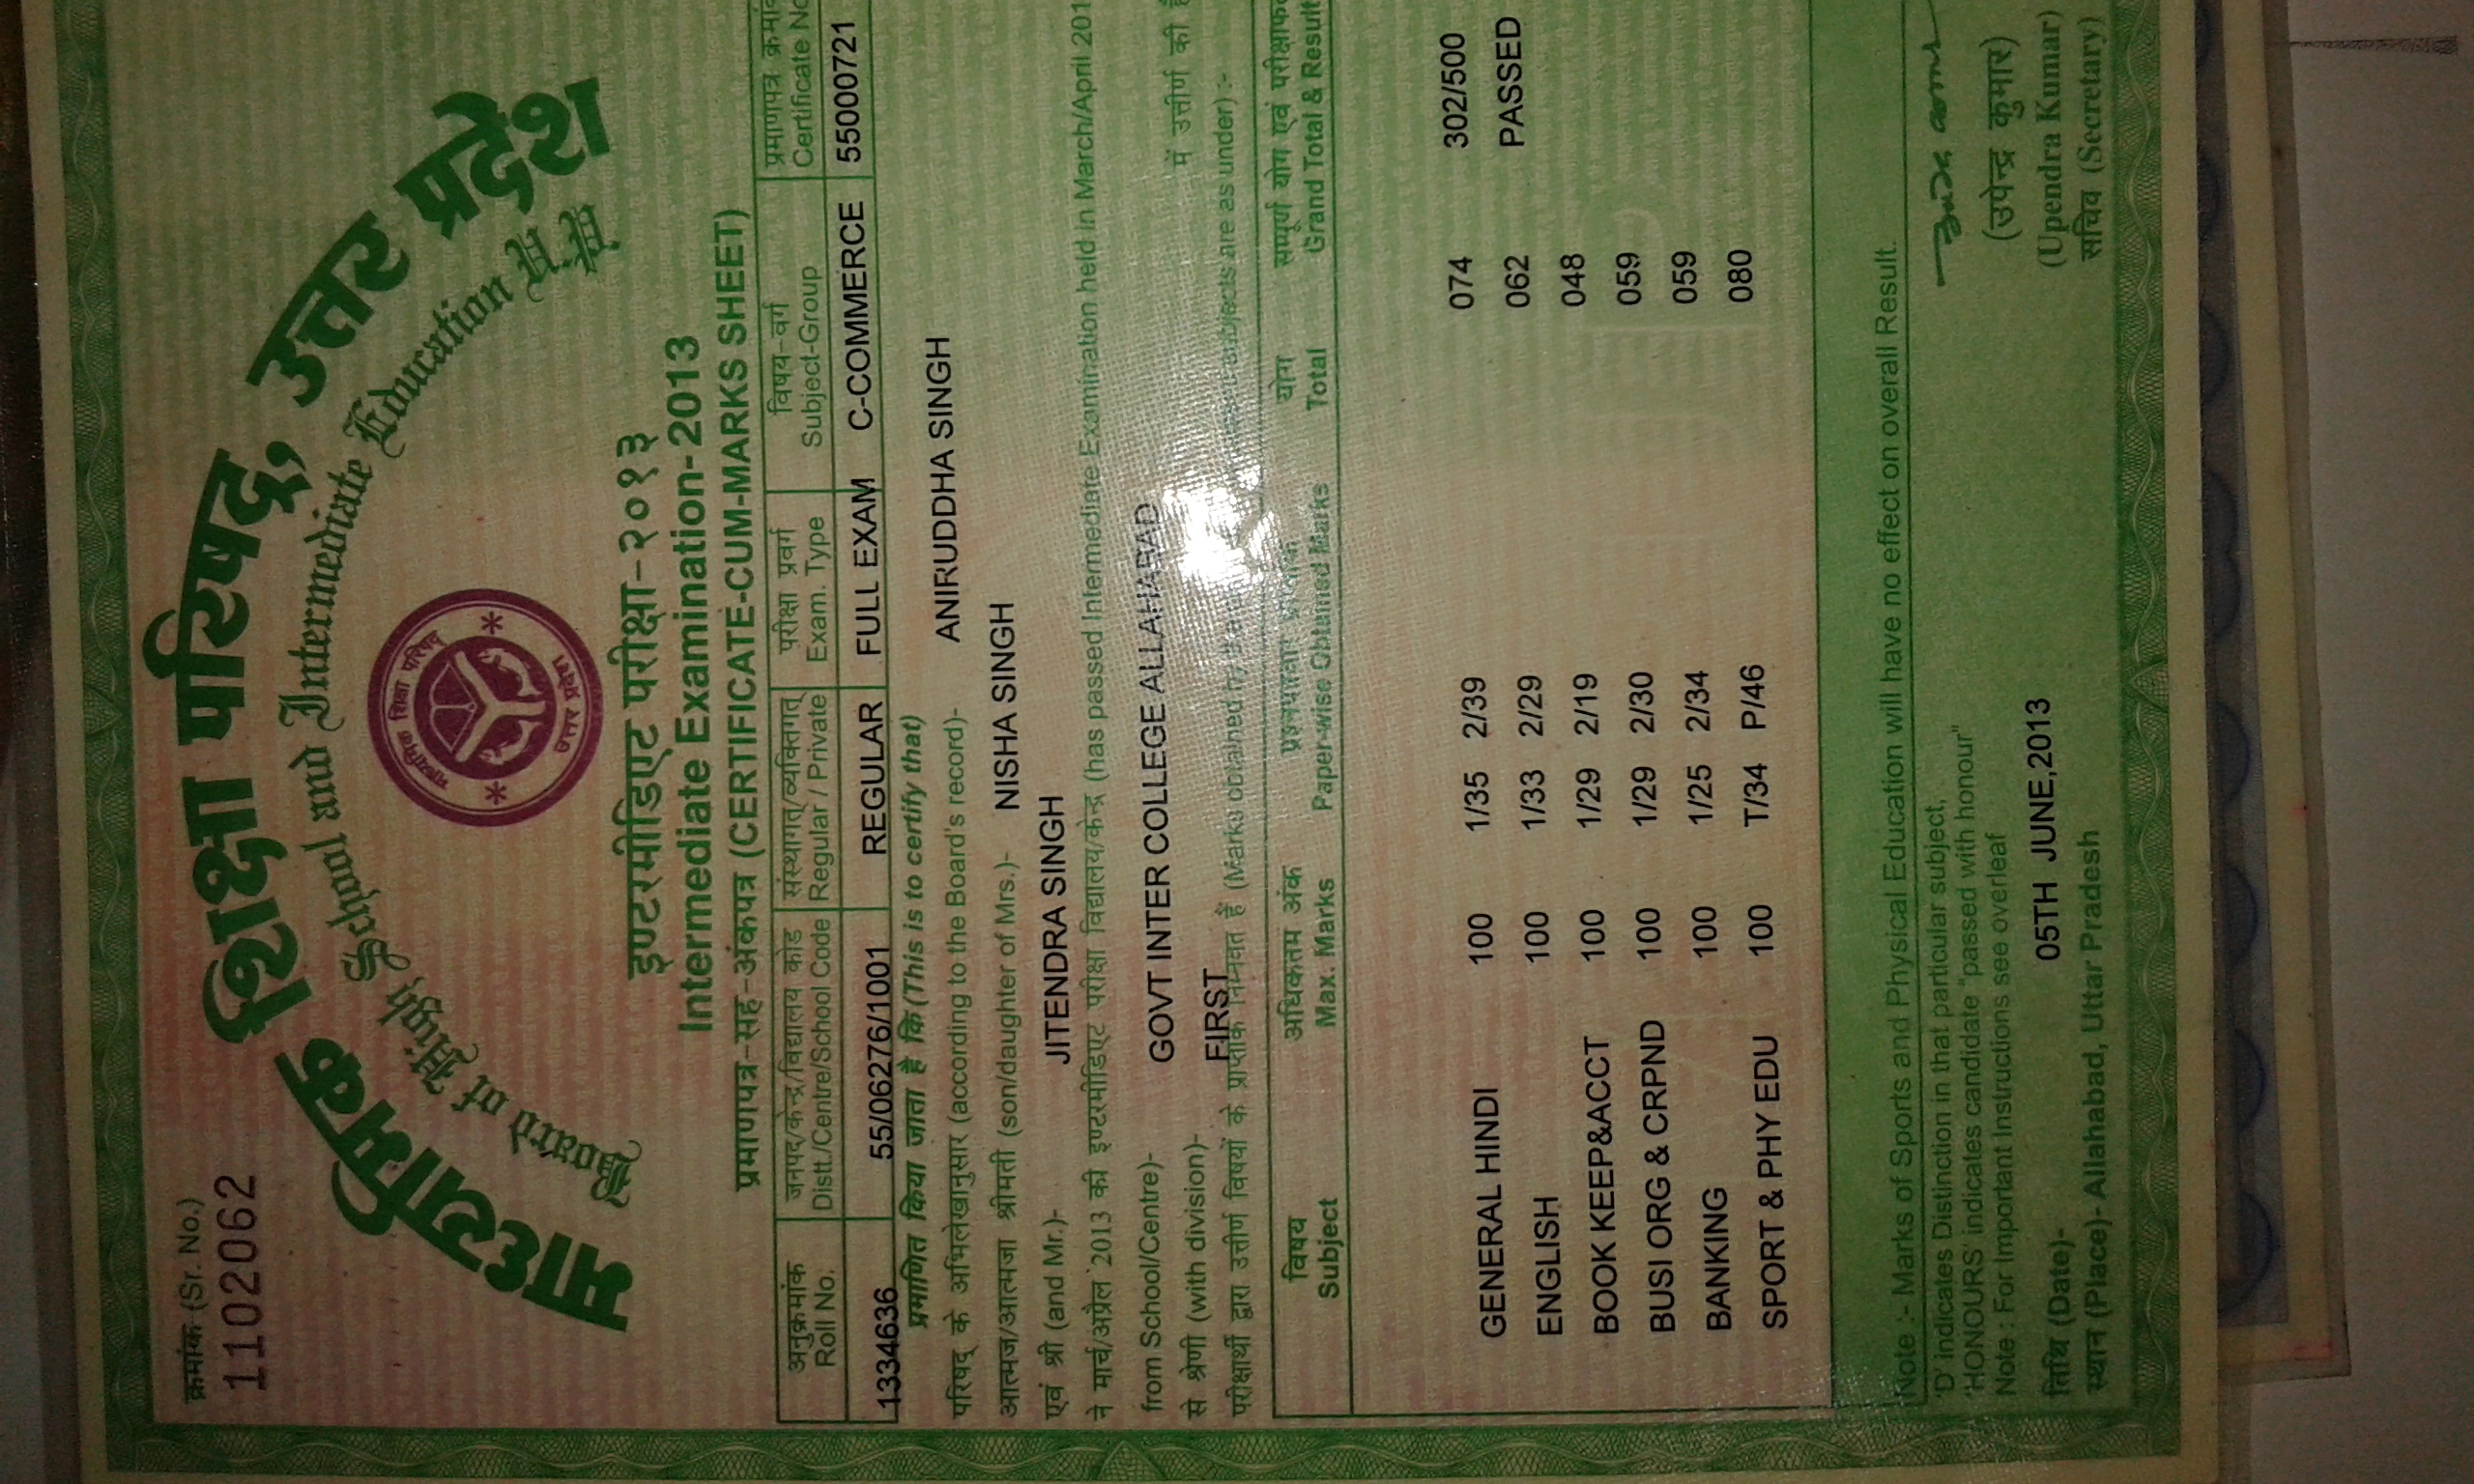 क्रमांक (Sr. No.)
1102062
माध्यमिक शिक्षा परिषद्, उत्तर प्रदेश
Board of High School and Intermediate Education U.P.
माध्यमिक शिक्षा परिषद्
उत्तर प्रदेश
इण्टरमीडिएट परीक्षा-२०१३
Intermediate Examination-2013
प्रमाणपत्र-सह-अंकपत्र (CERTIFICATE-CUM-MARKS SHEET)
अनुक्रमांक जनपद/केन्द्र/विद्यालय कोड संस्थागत/व्यक्तिगत् परीक्षा प्रवर्ग विषय-वर्ग प्रमाणपत्र क्रमांक
Roll No. Distt./Centre/School Code Regular / Private Exam. Type Subject-Group Certificate No
1334636 55/06276/1001 REGULAR FULL EXAM C-COMMERCE 55000721
प्रमाणित किया जाता है कि (This is to certify that)
परिषद् के अभिलेखानुसार (according to the Board's record)- ANIRUDDHA SINGH
आत्मज/आत्मजा श्रीमती (son/daughter of Mrs.)- NISHA SINGH
एवं श्री (and Mr.)- JITENDRA SINGH
ने मार्च/अप्रैल 2013 की इण्टरमीडिएट परीक्षा विद्यालय/केन्द्र (has passed Intermediate Examination held in March/April 201
from School/Centre)- GOVT INTER COLLEGE ALLAHABAD
से श्रेणी (with division)- FIRST में उत्तीर्ण की है
परीक्षार्थी द्वारा उत्तीर्ण विषयों के प्राप्तांक निम्नवत हैं (Marks obtained subjects are as under) :-
विषय अधिकतम अंक प्रश्नपत्रवार प्राप्तांक योग सम्पूर्ण योग एवं परीक्षाफल
Subject Max. Marks Paper-wise Obtained Marks Total Grand Total & Result
GENERAL HINDI 100 1/35 2/39 074 302/500
ENGLISH 100 1/33 2/29 062 PASSED
BOOK KEEP&ACCT 100 1/29 2/19 048
BUSI ORG & CRPND 100 1/29 2/30 059
BANKING 100 1/25 2/34 059
SPORT & PHY EDU 100 T/34 P/46 080
Note :- Marks of Sports and Physical Education will have no effect on overall Result.
'D' indicates Distinction in that particular subject,
'HONOURS' indicates candidate "passed with honour"
Note : For Important Instructions see overleaf
तिथि (Date)- 05TH JUNE,2013
स्थान (Place)- Allahabad, Uttar Pradesh
(उपेन्द्र कुमार)
(Upendra Kumar)
सचिव (Secretary)